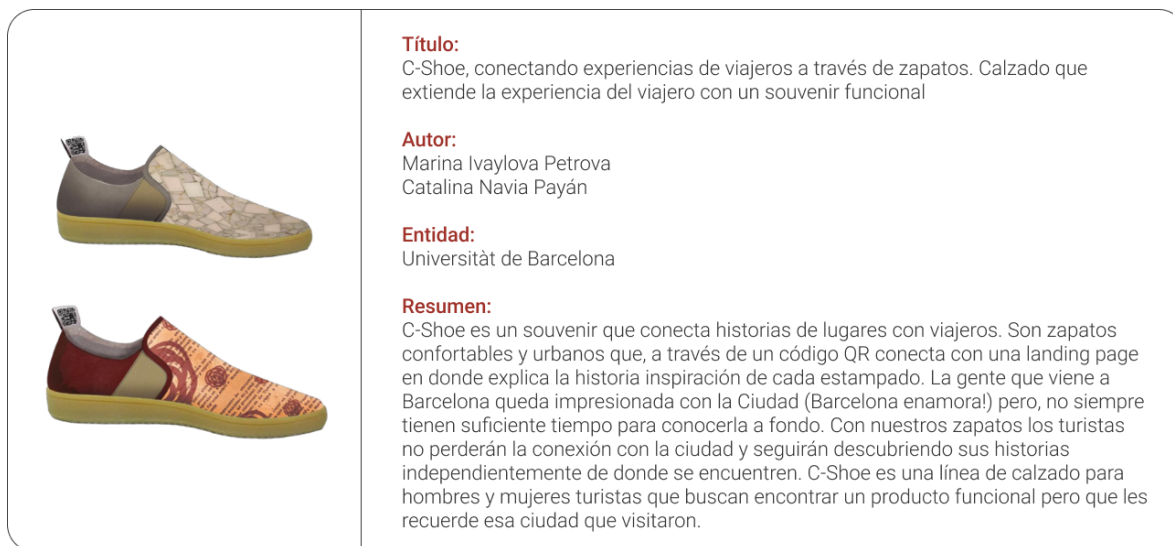 Título:
C-Shoe, conectando experiencias de viajeros a través de zapatos. Calzado que
extiende la experiencia del viajero con un souvenir funcional
Autor:
Marina Ivaylova Petrova
Catalina Navia Payán
Entidad:
Universitàt de Barcelona
Resumen:
C-Shoe es un souvenir que conecta historias de lugares con viajeros. Son zapatos
confortables y urbanos que, a través de un código QR conecta con una landing page
en donde explica la historia inspiración de cada estampado. La gente que viene a
Barcelona queda impresionada con la Ciudad (Barcelona enamora!) pero, no siempre
tienen suficiente tiempo para conocerla a fondo. Con nuestros zapatos los turistas
no perderán la conexión con la ciudad y seguirán descubriendo sus historias
independientemente de donde se encuentren. C-Shoe es una línea de calzado para
hombres y mujeres turistas que buscan encontrar un producto funcional pero que les
recuerde esa ciudad que visitaron.